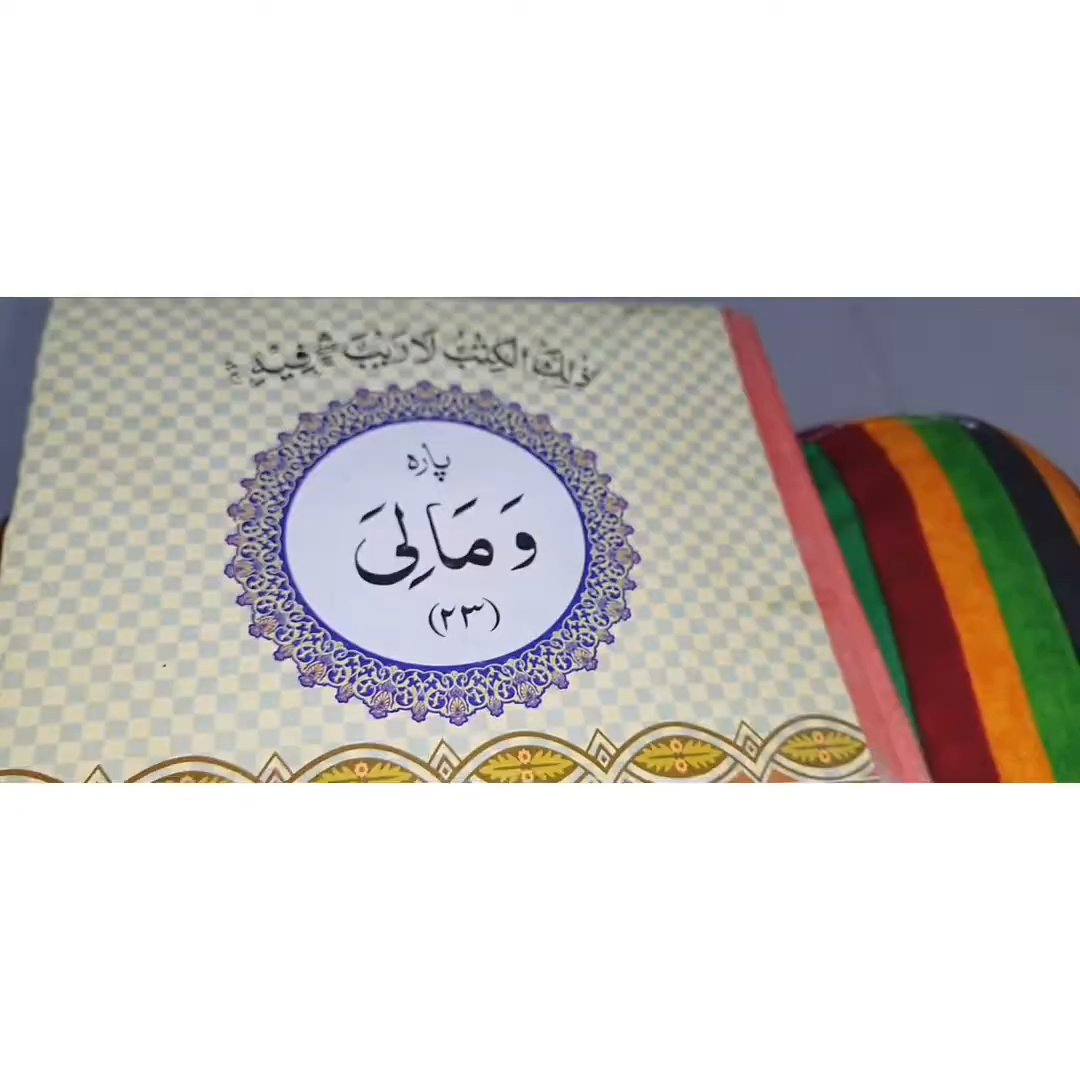 ذٰلِكَ الْكِتٰبُ لَا رَيْبَ ۛ فِيْهِ ۛ
پارہ
وَمَالِیَ
(۲۳)